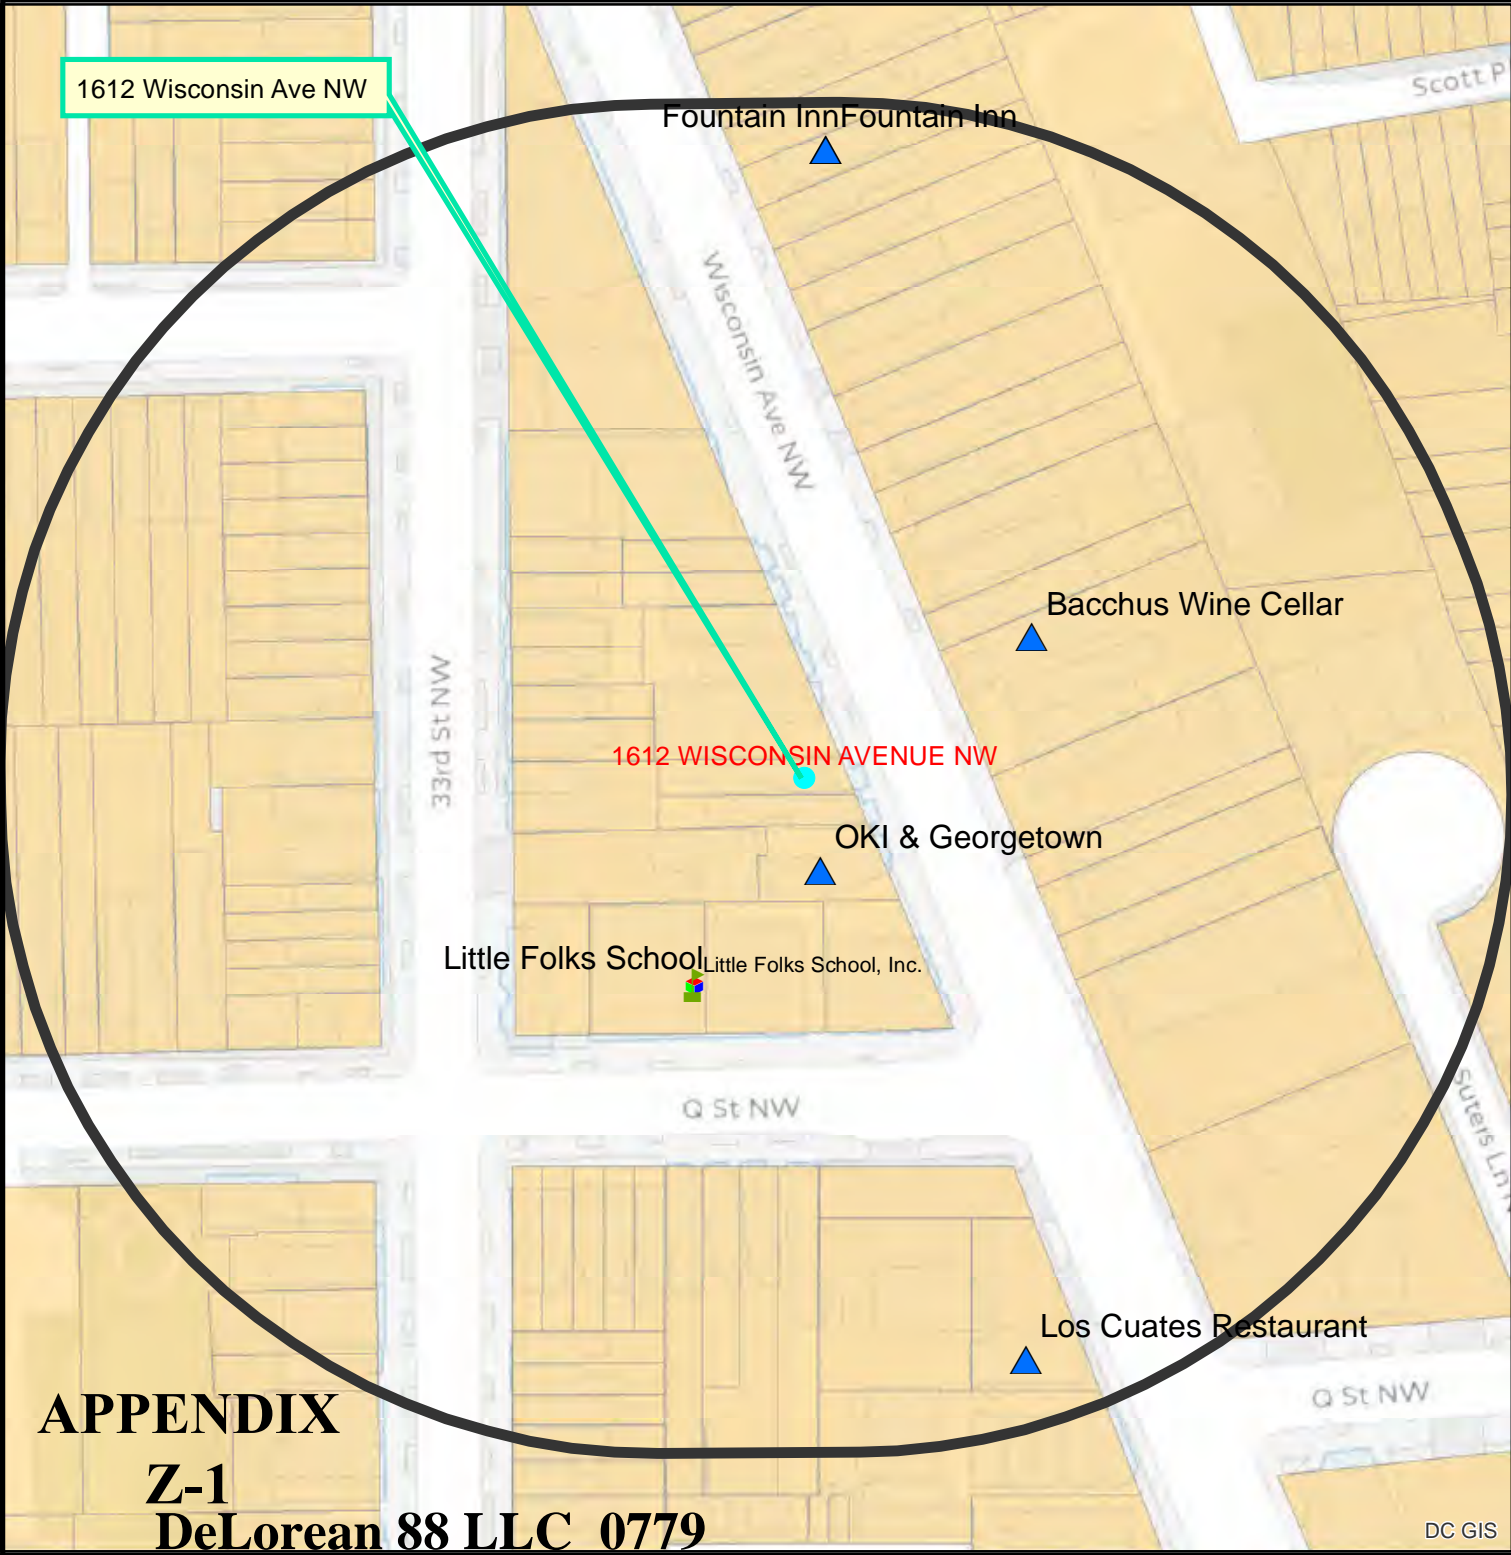 Scott P
1612 Wisconsin Ave NW
Fountain InnFountain Inn
Wisconsin Ave NW
Bacchus Wine Cellar
33rd St NW
1612 WISCONSIN AVENUE NW
OKI & Georgetown
Little Folks School
Little Folks School, Inc.
Q St NW
Suters Ln N
Los Cuates Restaurant
Q St NW
APPENDIX
Z-1
DeLorean 88 LLC 0779
DC GIS